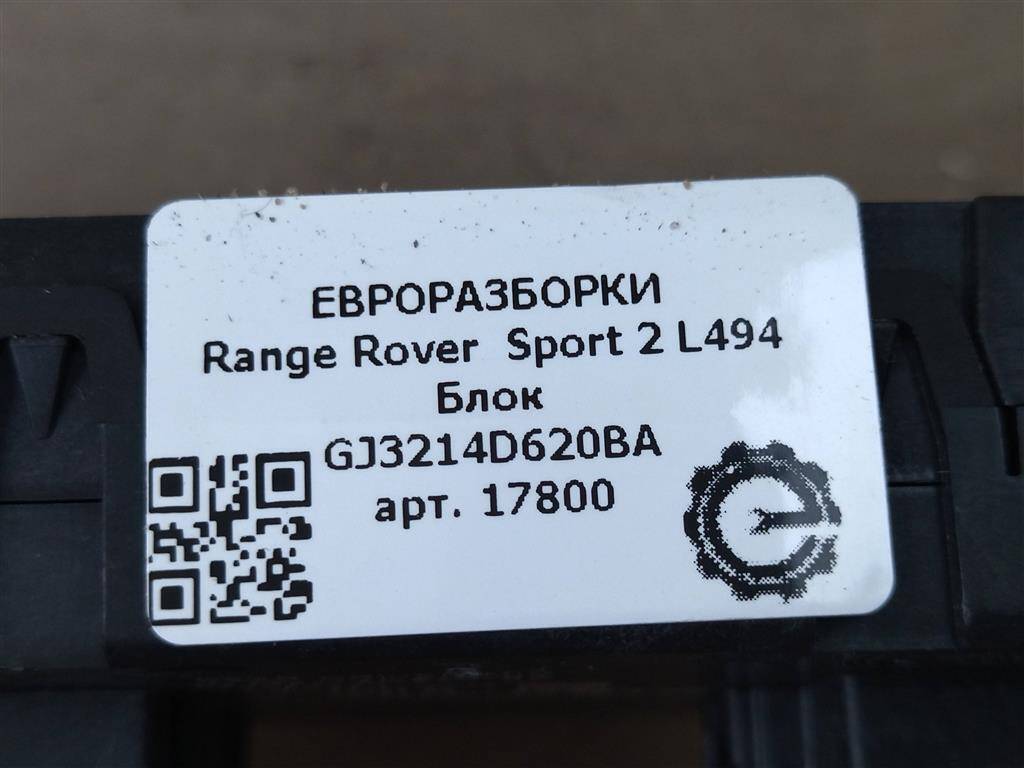 ЕВРОРАЗБОРКИ
Range Rover Sport 2 L494
Блок
GJ3214D620BA
арт. 17800